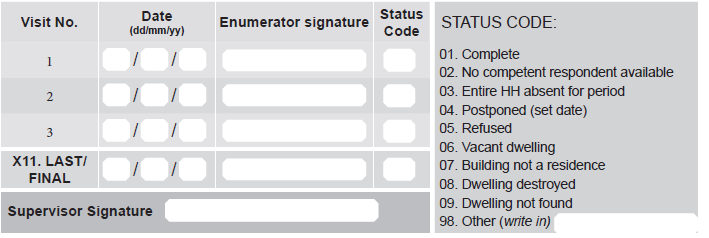 Visit No.
Date
(dd/mm/yy)
Enumerator signature
Status
Code
1
/ /
2
/ /
3
/ /
X11. LAST/
FINAL
/ /
Supervisor Signature
STATUS CODE:
01. Complete
02. No competent respondent available
03. Entire HH absent for period
04. Postponed (set date)
05. Refused
06. Vacant dwelling
07. Building not a residence
08. Dwelling destroyed
09. Dwelling not found
98. Other (write in)